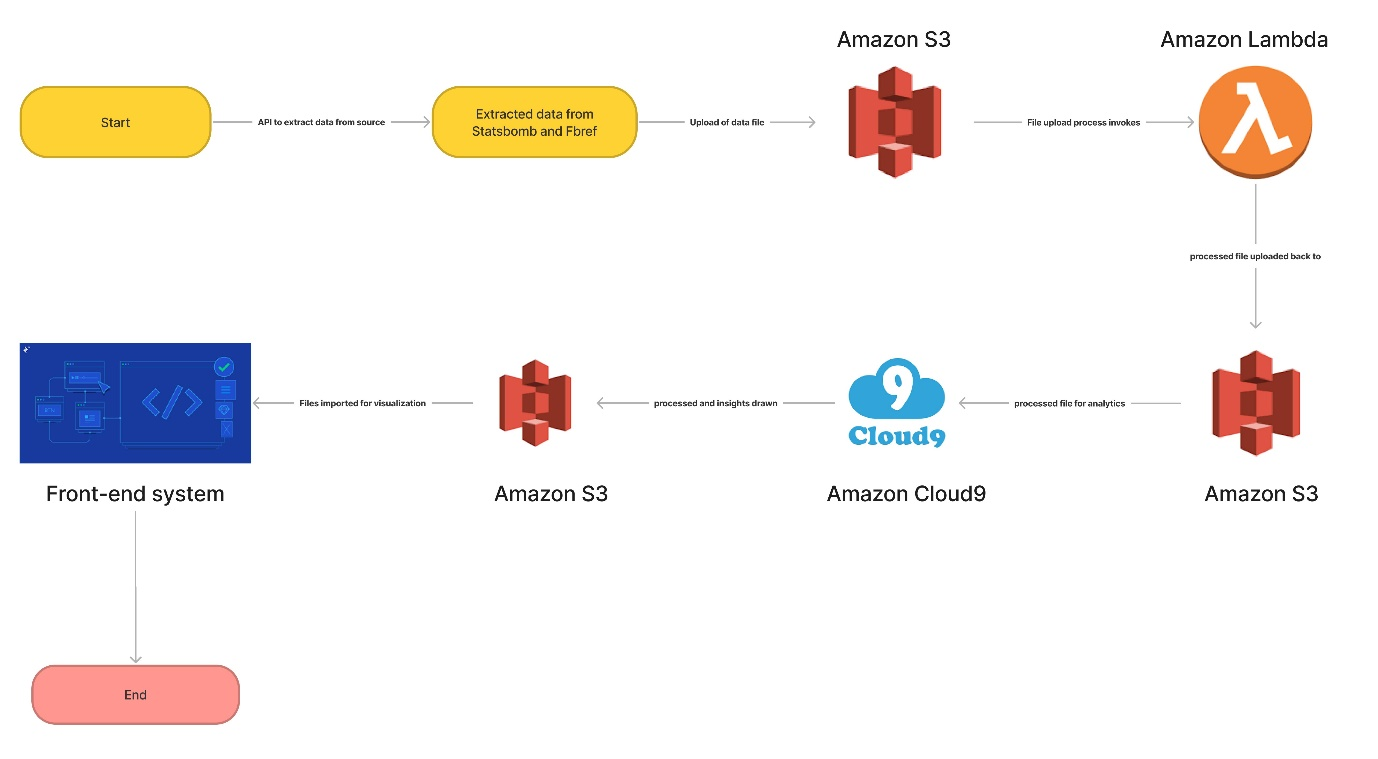 Amazon S3
Amazon Lambda
Start
API to extract data from source
Extracted data from
Statsbomb and Fbref
Upload of data file
File upload process invokes
processed file uploaded back to
Files imported for visualization
processed and insights drawn
9
Cloud9
processed file for analytics
Front-end system
Amazon S3
Amazon Cloud9
Amazon S3
End